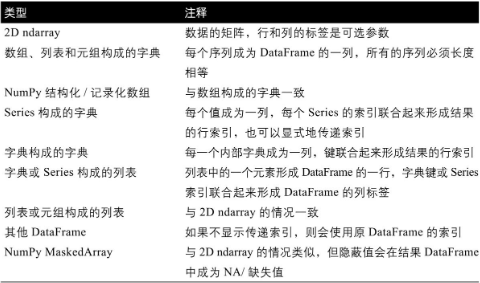 类型 注释
2D ndarray 数据的矩阵，行和列的标签是可选参数
数组、列表和元组构成的字典 每个序列成为 DataFrame 的一列，所有的序列必须长度
相等
NumPy 结构化 / 记录化数组 与数组构成的字典一致
Series 构成的字典 每个值成为一列，每个 Series 的索引联合起来形成结果
的行索引，也可以显式地传递索引
字典构成的字典 每一个内部字典成为一列，键联合起来形成结果的行索引
字典或 Series 构成的列表 列表中的一个元素形成 DataFrame 的一行，字典键或 Series
索引联合起来形成 DataFrame 的列标签
列表或元组构成的列表 与 2D ndarray 的情况一致
其他 DataFrame 如果不显示传递索引，则会使用原 DataFrame 的索引
NumPy MaskedArray 与 2D ndarray 的情况类似，但隐蔽值会在结果 DataFrame
中成为 NA/ 缺失值